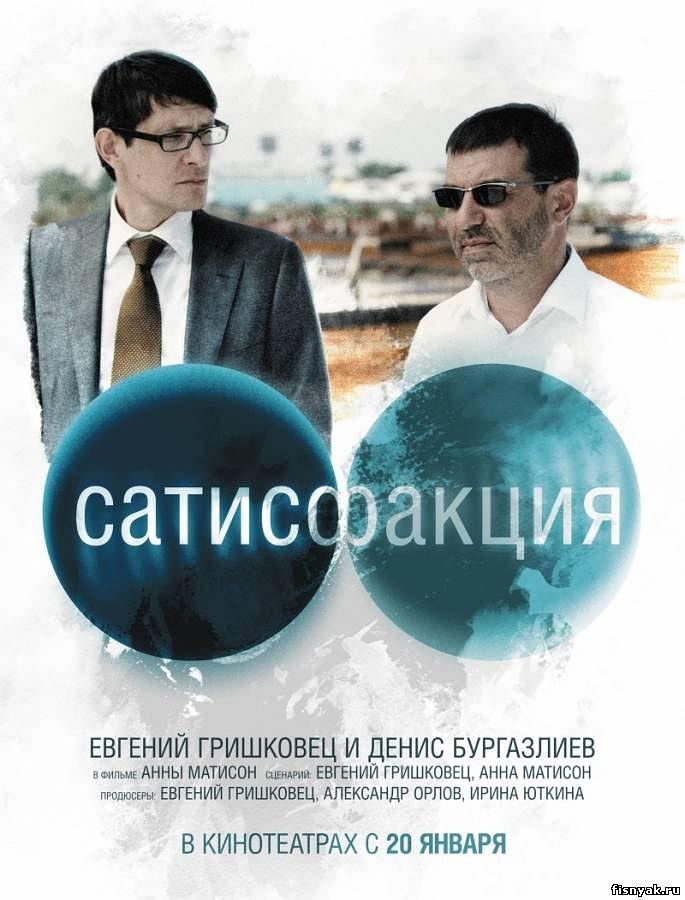 сатисфакция
ЕВГЕНИЙ ГРИШКОВЕЦ И ДЕНИС БУРГАЗЛИЕВ
В ФИЛЬМЕ АННЫ МАТИСОН СЦЕНАРИЙ: ЕВГЕНИЙ ГРИШКОВЕЦ, АННА МАТИСОН
ПРОДЮСЕРЫ: ЕВГЕНИЙ ГРИШКОВЕЦ, АЛЕКСАНДР ОРЛОВ, ИРИНА ЮТКИНА
В КИНОТЕАТРАХ С 20 ЯНВАРЯ
fisnyak.ru